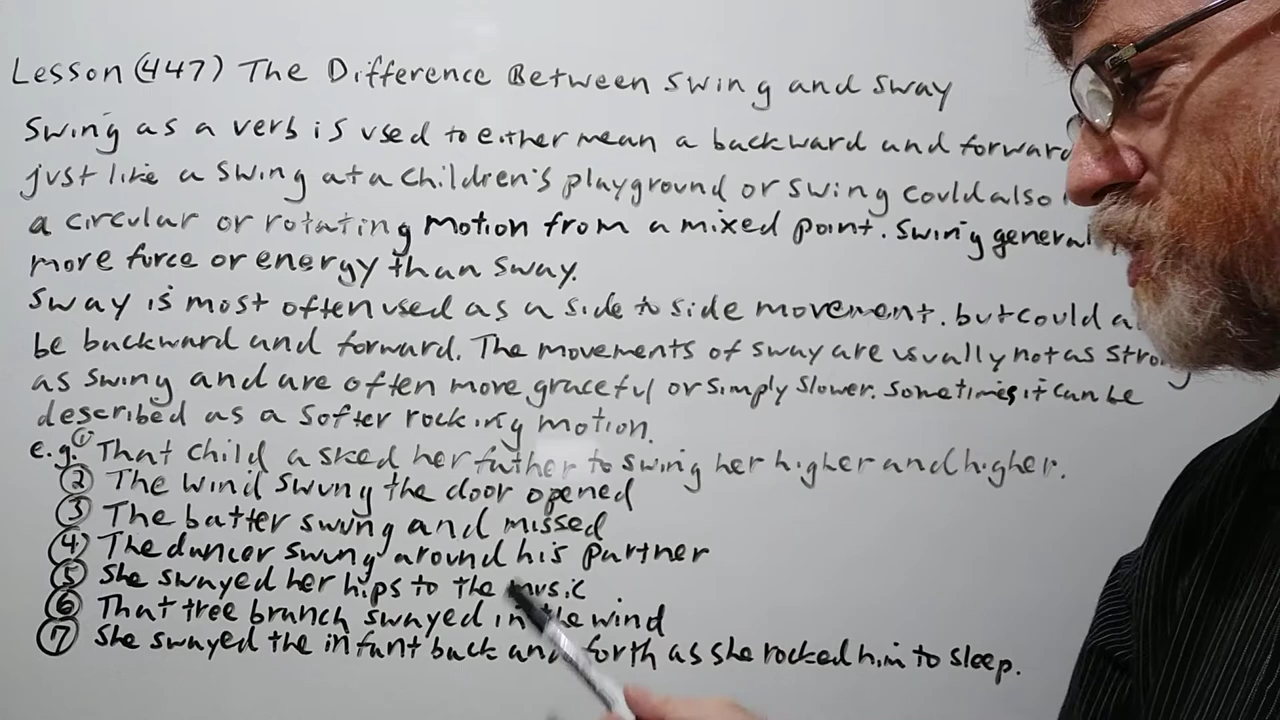 Lesson (447) The Difference Between Swing and Sway
Swing as a verb is used to either mean a backward and forward
just like a swing at a children's playground or swing could also
a circular or rotating motion from a mixed point. Swing general
more force or energy than sway.
Sway is most often used as a side to side movement. but could a
be backward and forward. The movements of sway are usually not as strong
as swing and are often more graceful or simply slower. Sometimes it can be
described as a softer rocking motion.
e.g. ① That child asked her father to swing her higher and higher.
② The wind swung the door opened
③ The batter swung and missed
④ The dancer swung around his partner
⑤ She swayed her hips to the music.
⑥ That tree branch swayed in the wind
⑦ She swayed the infant back and forth as she rocked him to sleep.